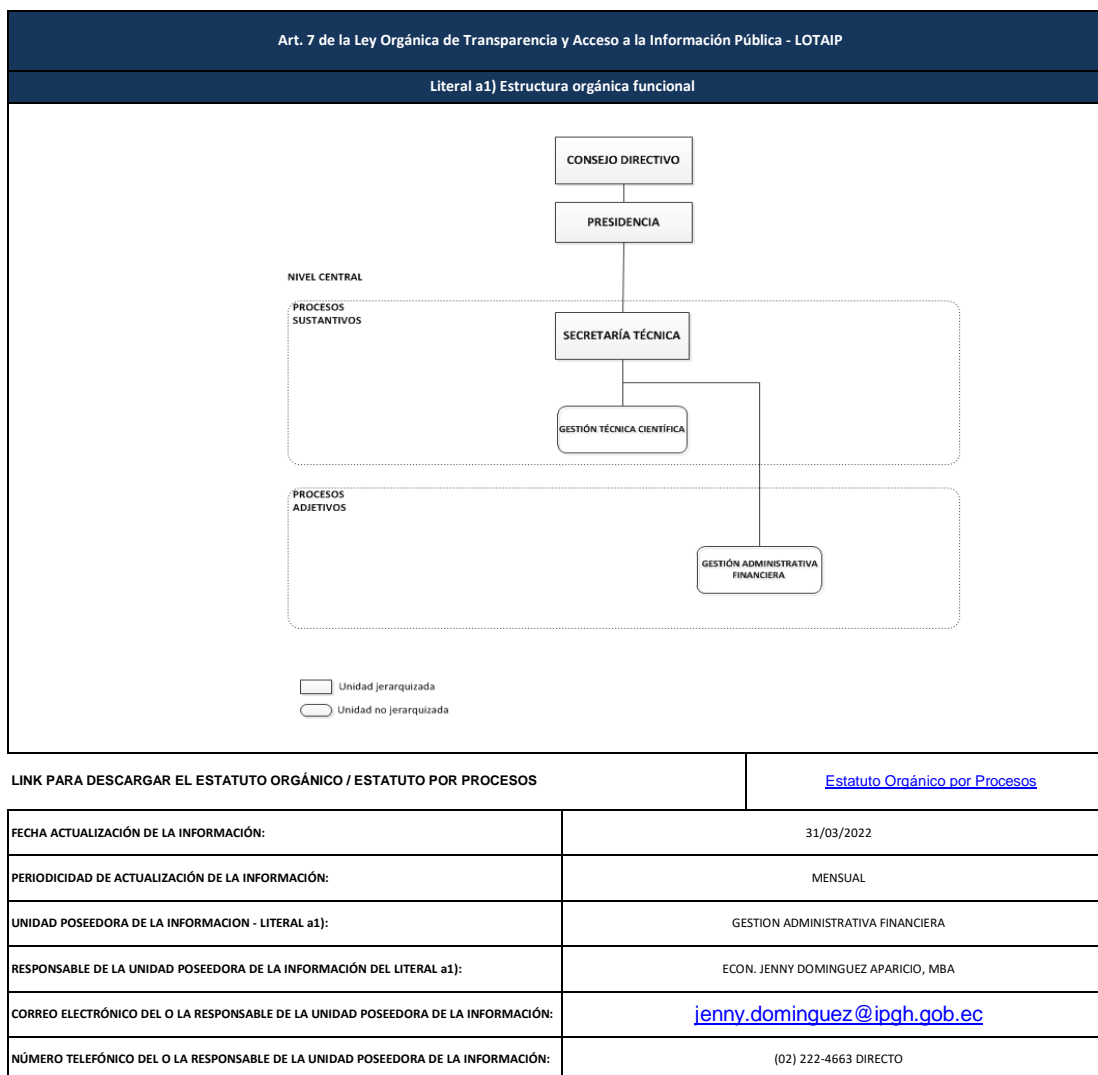 Art. 7 de la Ley Orgánica de Transparencia y Acceso a la Información Pública - LOTAIP
Literal a1) Estructura orgánica funcional
CONSEJO DIRECTIVO
PRESIDENCIA
NIVEL CENTRAL
PROCESOS
SUSTANTIVOS
SECRETARÍA TÉCNICA
GESTIÓN TÉCNICA CIENTÍFICA
PROCESOS
ADJETIVOS
GESTIÓN ADMINISTRATIVA
FINANCIERA
Unidad jerarquizada
Unidad no jerarquizada
LINK PARA DESCARGAR EL ESTATUTO ORGÁNICO / ESTATUTO POR PROCESOS Estatuto Orgánico por Procesos
FECHA ACTUALIZACIÓN DE LA INFORMACIÓN: 31/03/2022
PERIODICIDAD DE ACTUALIZACIÓN DE LA INFORMACIÓN: MENSUAL
UNIDAD POSEEDORA DE LA INFORMACION - LITERAL a1): GESTION ADMINISTRATIVA FINANCIERA
RESPONSABLE DE LA UNIDAD POSEEDORA DE LA INFORMACIÓN DEL LITERAL a1): ECON. JENNY DOMINGUEZ APARICIO, MBA
CORREO ELECTRÓNICO DEL O LA RESPONSABLE DE LA UNIDAD POSEEDORA DE LA INFORMACIÓN: jenny.dominguez@ipgh.gob.ec
NÚMERO TELEFÓNICO DEL O LA RESPONSABLE DE LA UNIDAD POSEEDORA DE LA INFORMACIÓN: (02) 222-4663 DIRECTO